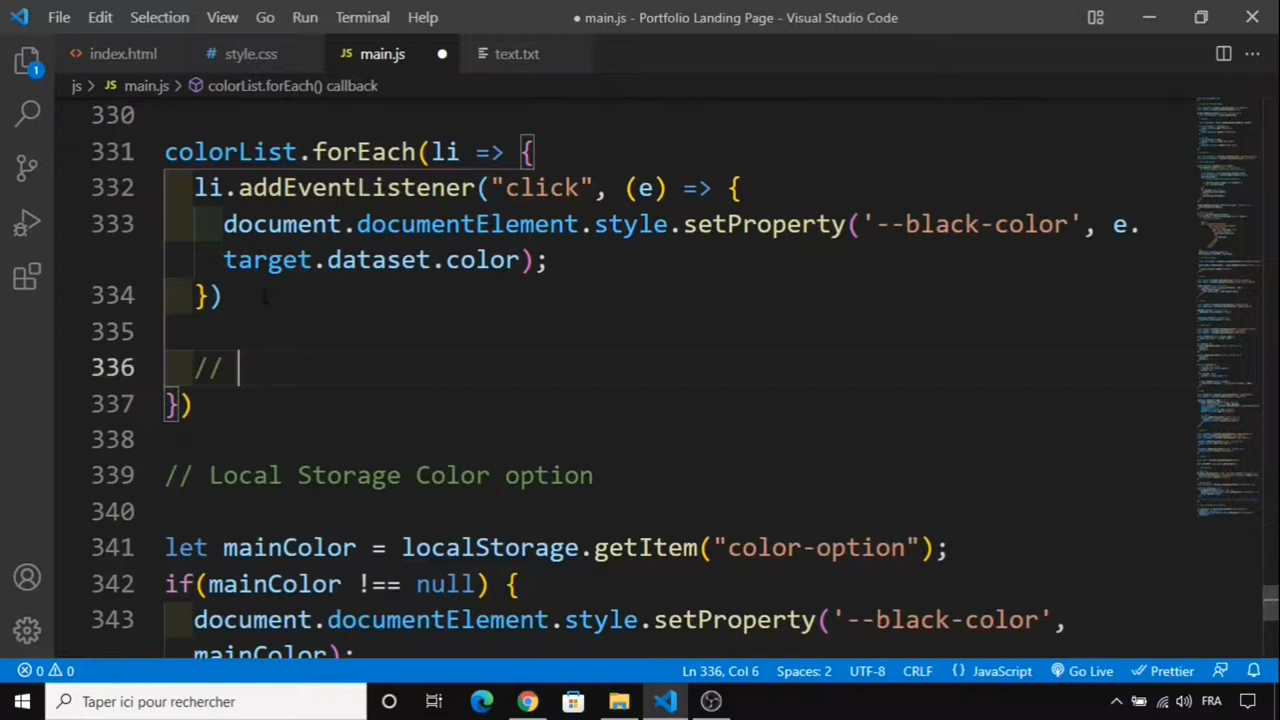 File Edit Selection View Go Run Terminal Help
● main.js - Portfolio Landing Page - Visual Studio Code
<> index.html # style.css JS main.js ● text.txt ...
js > JS main.js > colorList.forEach() callback
1
330
331 colorList.forEach(li => {
332 li.addEventListener("click", (e) => {
333 document.documentElement.style.setProperty('--black-color', e.
target.dataset.color);
334 })
335
336 //
337 })
338
339 // Local Storage Color option
340
341 let mainColor = localStorage.getItem("color-option");
342 if(mainColor !== null) {
343 document.documentElement.style.setProperty('--black-color',
mainColor);
0 0 Ln 336, Col 6 Spaces: 2 UTF-8 CRLF {} JavaScript Go Live Prettier
Taper ici pour rechercher FRA